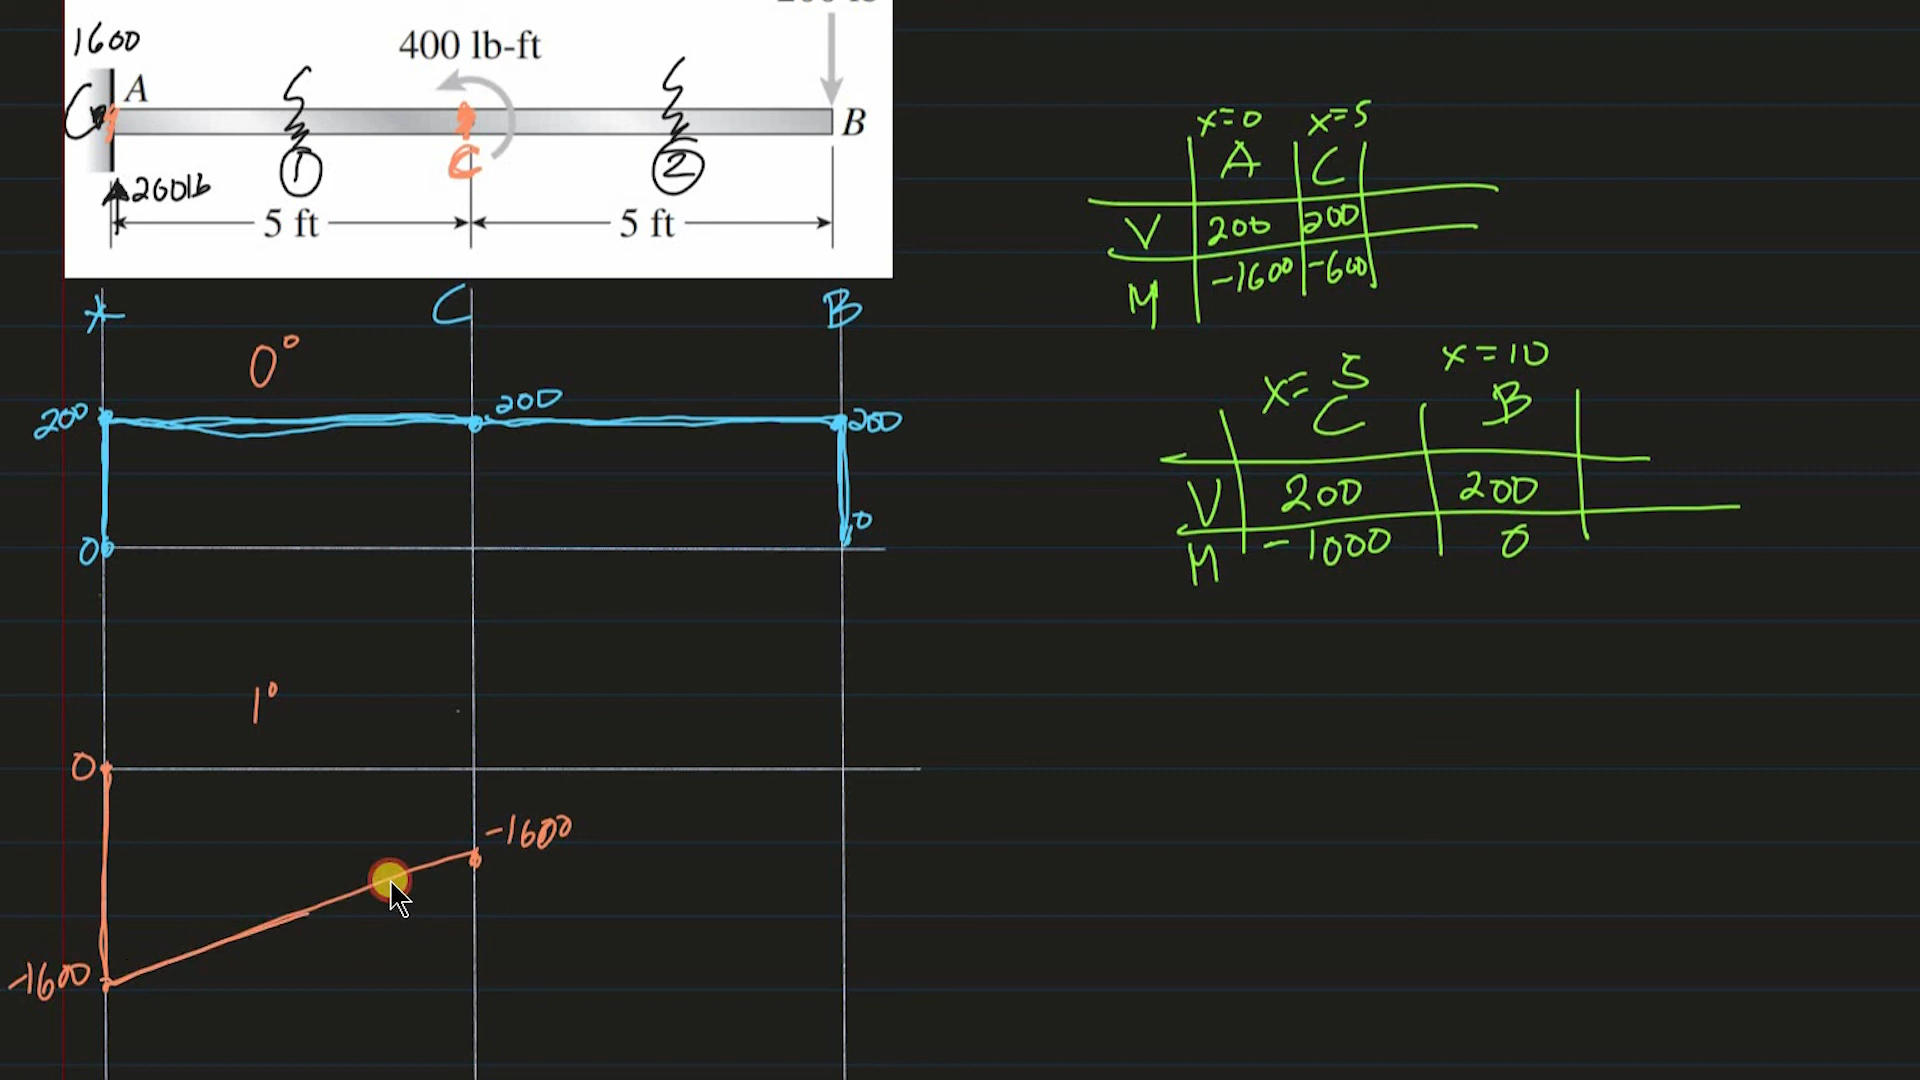 1600
400 lb-ft
A
B
1
C
2
200lb
5 ft
5 ft
x=0 x=5
A C
V 200 200
M -1600 -600
C B
0°
200 200 200
0 0
x= 5 x=10
C B
V 200 200
M -1000 0
1°
0
-1600
-1600